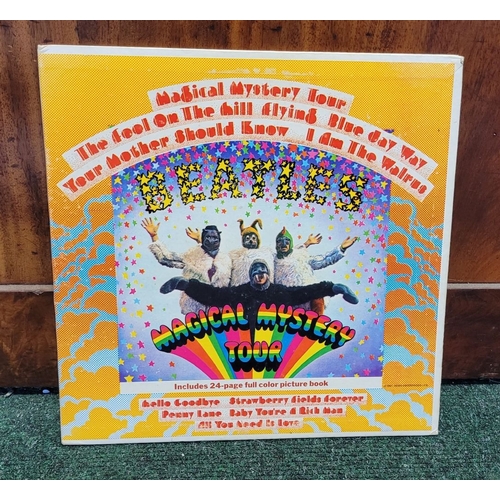 Magical Mystery Tour
The Fool On The Hill Flying Blue Jay Way
Your Mother Should Know I Am The Walrus
BEATLES
MAGICAL MYSTERY
TOUR
Includes 24-page full color picture book
Hello Goodbye Strawberry Fields Forever
Penny Lane Baby You're A Rich Man
All You Need Is Love